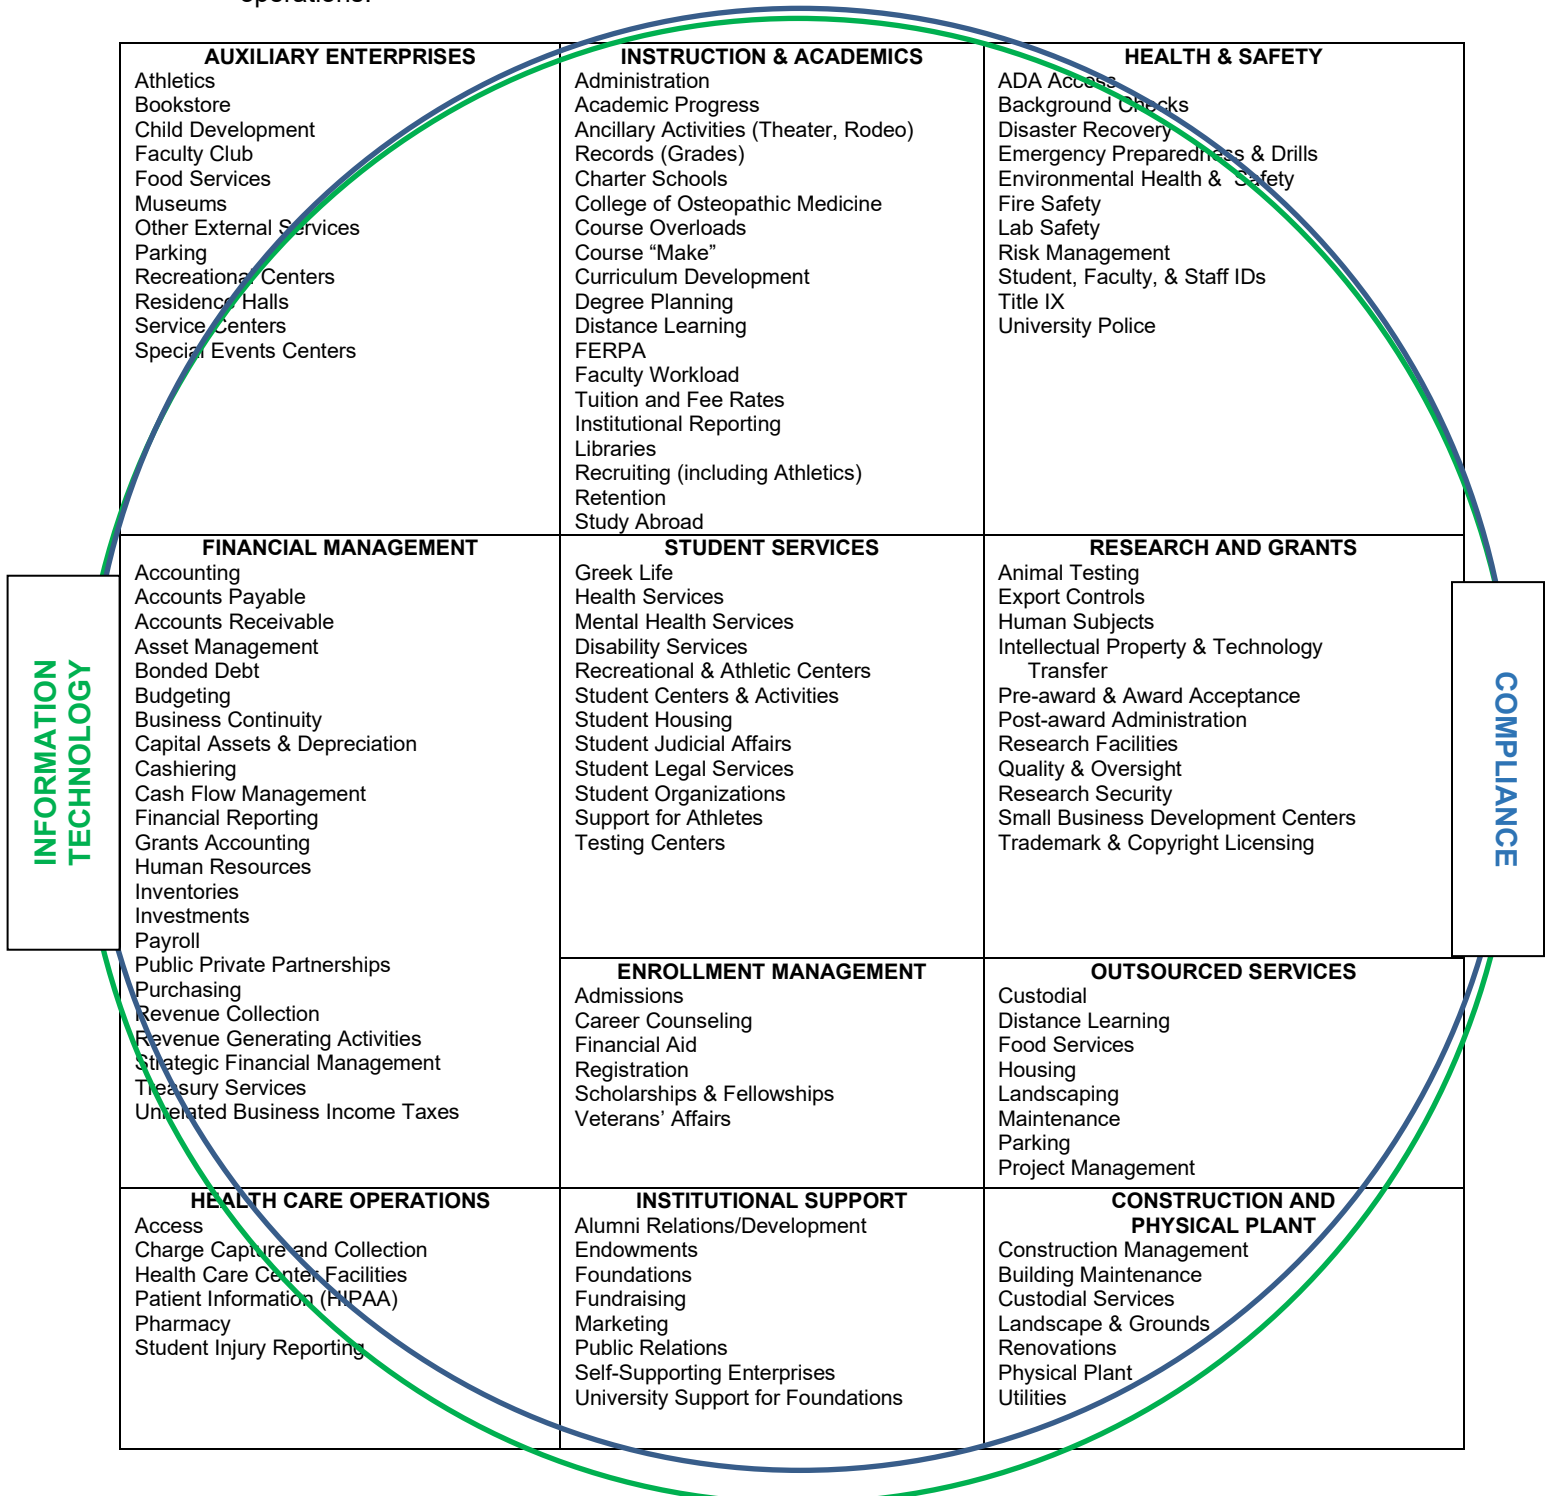 operations.
AUXILIARY ENTERPRISES
Athletics
Bookstore
Child Development
Faculty Club
Food Services
Museums
Other External Services
Parking
Recreational Centers
Residence Halls
Service Centers
Special Events Centers
INSTRUCTION & ACADEMICS
Administration
Academic Progress
Ancillary Activities (Theater, Rodeo)
Records (Grades)
Charter Schools
College of Osteopathic Medicine
Course Overloads
Course “Make”
Curriculum Development
Degree Planning
Distance Learning
FERPA
Faculty Workload
Tuition and Fee Rates
Institutional Reporting
Libraries
Recruiting (including Athletics)
Retention
Study Abroad
HEALTH & SAFETY
ADA Access
Background Checks
Disaster Recovery
Emergency Preparedness & Drills
Environmental Health & Safety
Fire Safety
Lab Safety
Risk Management
Student, Faculty, & Staff IDs
Title IX
University Police
INFORMATION
TECHNOLOGY
FINANCIAL MANAGEMENT
Accounting
Accounts Payable
Accounts Receivable
Asset Management
Bonded Debt
Budgeting
Business Continuity
Capital Assets & Depreciation
Cashiering
Cash Flow Management
Financial Reporting
Grants Accounting
Human Resources
Inventories
Investments
Payroll
Public Private Partnerships
Purchasing
Revenue Collection
Revenue Generating Activities
Strategic Financial Management
Treasury Services
Unrelated Business Income Taxes
STUDENT SERVICES
Greek Life
Health Services
Mental Health Services
Disability Services
Recreational & Athletic Centers
Student Centers & Activities
Student Housing
Student Judicial Affairs
Student Legal Services
Student Organizations
Support for Athletes
Testing Centers
RESEARCH AND GRANTS
Animal Testing
Export Controls
Human Subjects
Intellectual Property & Technology
Transfer
Pre-award & Award Acceptance
Post-award Administration
Research Facilities
Quality & Oversight
Research Security
Small Business Development Centers
Trademark & Copyright Licensing
COMPLIANCE
ENROLLMENT MANAGEMENT
Admissions
Career Counseling
Financial Aid
Registration
Scholarships & Fellowships
Veterans’ Affairs
OUTSOURCED SERVICES
Custodial
Distance Learning
Food Services
Housing
Landscaping
Maintenance
Parking
Project Management
HEALTH CARE OPERATIONS
Access
Charge Capture and Collection
Health Care Center Facilities
Patient Information (HIPAA)
Pharmacy
Student Injury Reporting
INSTITUTIONAL SUPPORT
Alumni Relations/Development
Endowments
Foundations
Fundraising
Marketing
Public Relations
Self-Supporting Enterprises
University Support for Foundations
CONSTRUCTION AND
PHYSICAL PLANT
Construction Management
Building Maintenance
Custodial Services
Landscape & Grounds
Renovations
Physical Plant
Utilities